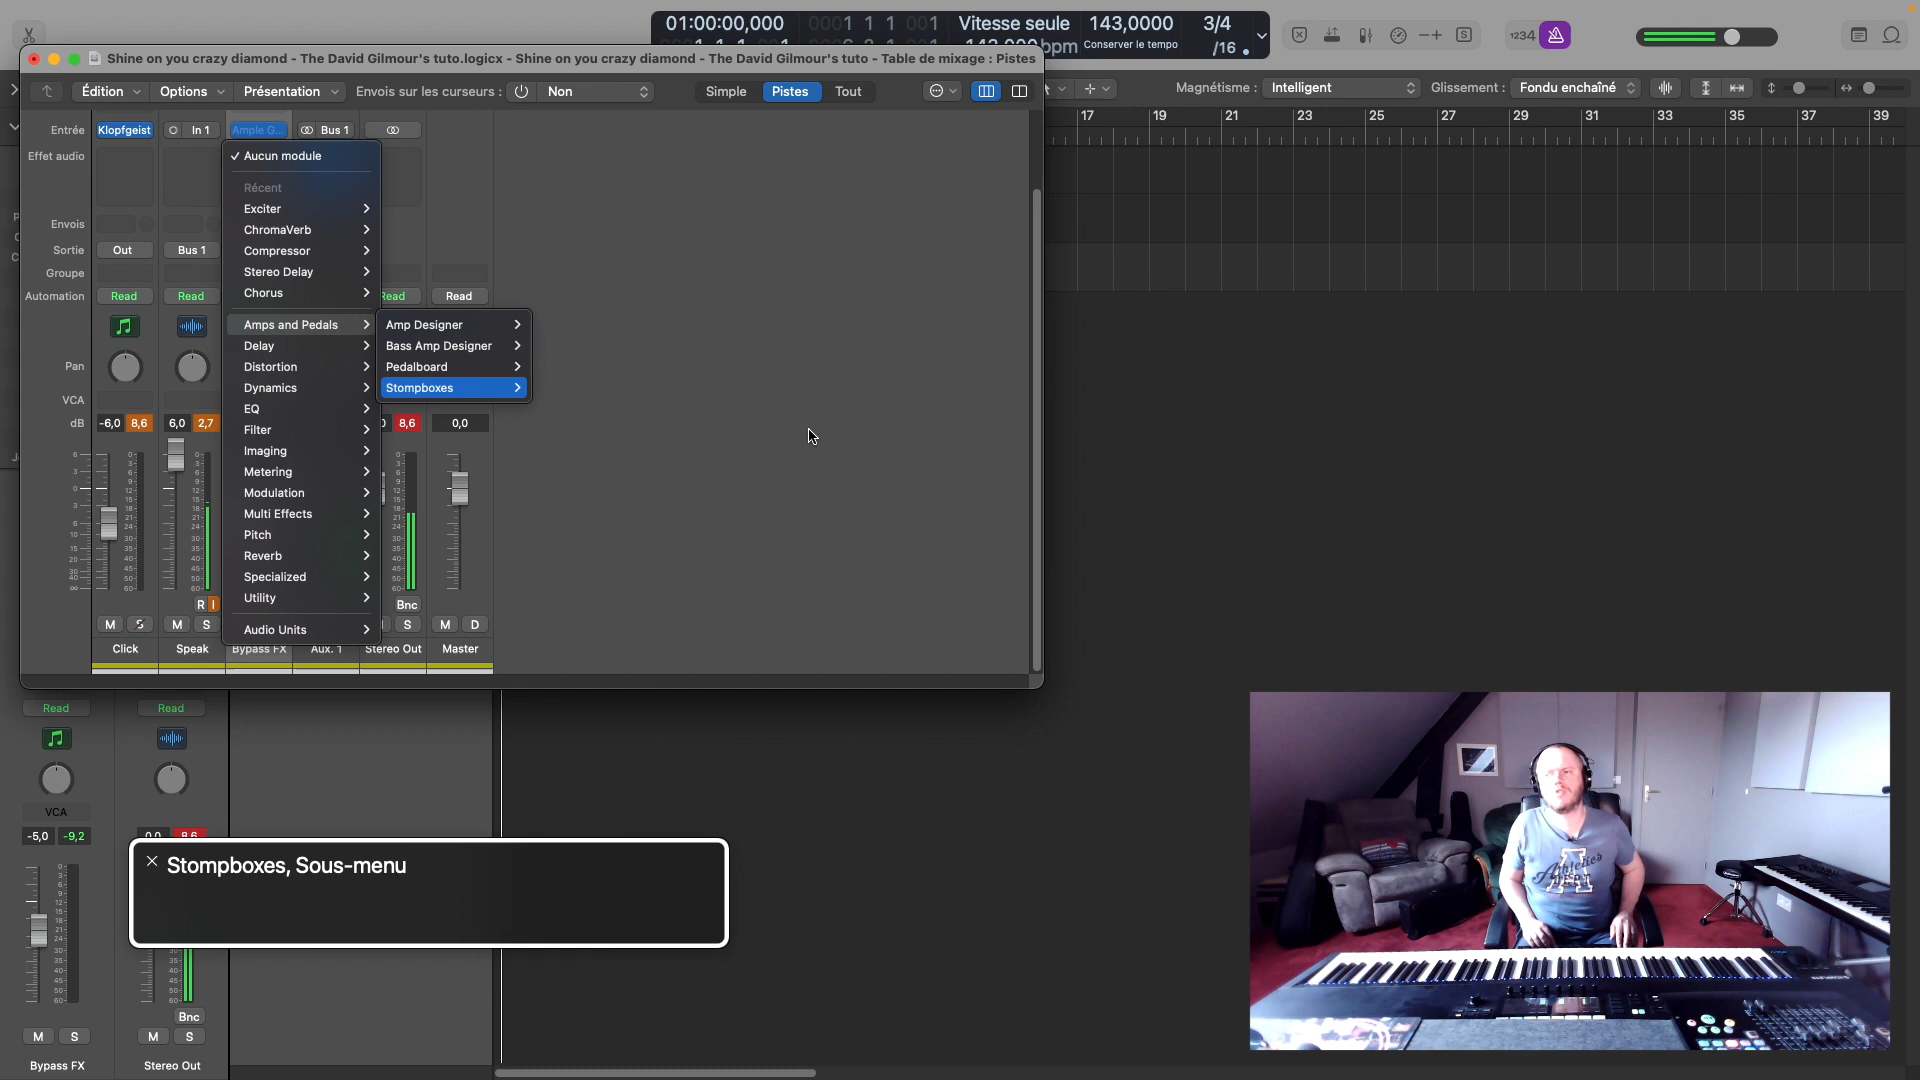 01:00:00,000
0001 1 1 001
Vitesse seule
143,0000
3/4
Conserver le tempo
/16
1234
Shine on you crazy diamond - The David Gilmour's tuto.logicx - Shine on you crazy diamond - The David Gilmour's tuto - Table de mixage : Pistes
Édition
Options
Présentation
Envois sur les curseurs :
Non
Simple
Pistes
Tout
Magnétisme :
Intelligent
Glissement :
Fondu enchaîné
17 19 21 23 25 27 29 31 33 35 37 39
Entrée
Klopfgeist
In 1
Ample G...
Bus 1
Effet audio
Envois
Sortie
Out
Bus 1
Groupe
Automation
Read
Read
Read
Read
Pan
VCA
dB
-6,0 8,6
6,0 2,7
8,6
0,0
Aucun module
Récent
Exciter
ChromaVerb
Compressor
Stereo Delay
Chorus
Amps and Pedals
Delay
Distortion
Dynamics
EQ
Filter
Imaging
Metering
Modulation
Multi Effects
Pitch
Reverb
Specialized
Utility
Audio Units
Amp Designer
Bass Amp Designer
Pedalboard
Stompboxes
R I
Bnc
M S
M S
S
M D
Click
Speak
Bypass FX
Aux. 1
Stereo Out
Master
Read
Read
VCA
-5,0 -9,2
0,0 8,6
Stompboxes, Sous-menu
Bnc
M S
M S
Bypass FX
Stereo Out
Athletics
A